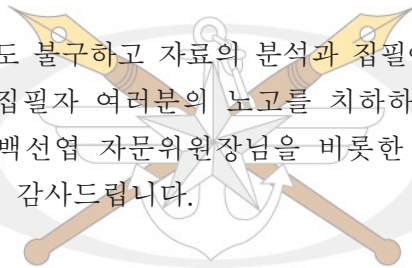 도 불구하고 자료의 분석과 집필
집필자 여러분의 노고를 치하하
백선엽 자문위원장님을 비롯한
감사드립니다.